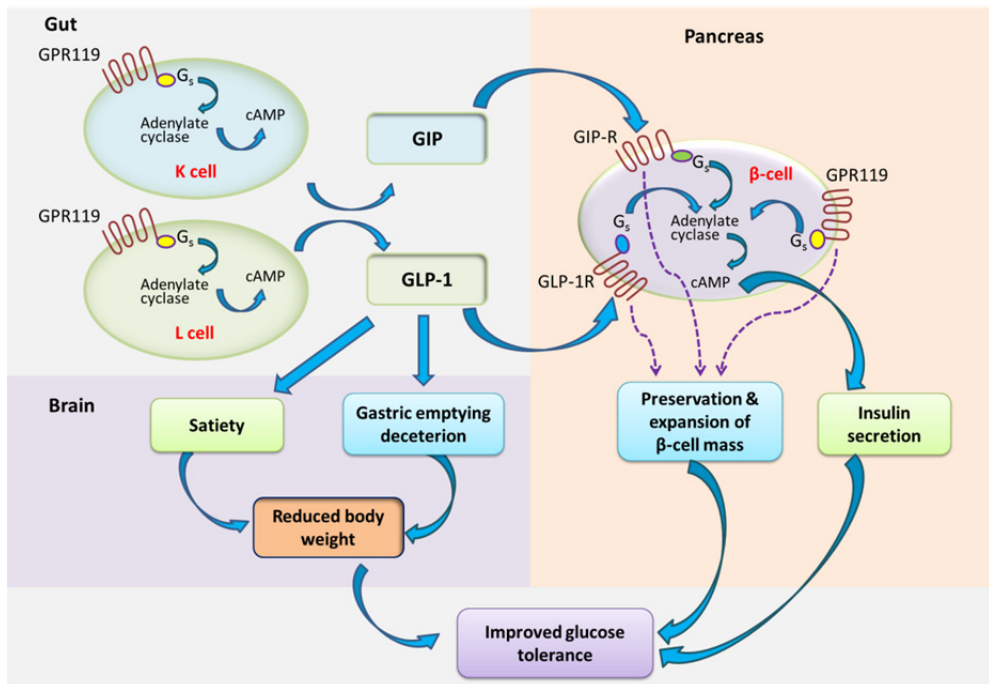 Gut
GPR119
Gs
Adenylate
cyclase
cAMP
K cell
GPR119
Gs
Adenylate
cyclase
cAMP
L cell
GIP
GLP-1
Pancreas
GIP-R
Gs
β-cell
GPR119
Gs
Adenylate
cyclase
Gs
GLP-1R
cAMP
Brain
Satiety
Gastric emptying
deceterion
Preservation &
expansion of
β-cell mass
Insulin
secretion
Reduced body
weight
Improved glucose
tolerance